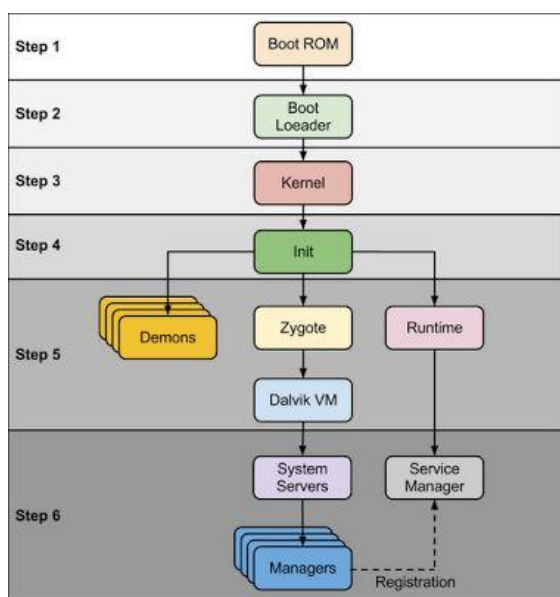 Step 1
Boot ROM
Step 2
Boot
Loeader
Step 3
Kernel
Step 4
Init
Step 5
Demons
Zygote
Runtime
Dalvik VM
Step 6
System
Servers
Service
Manager
Managers
Registration